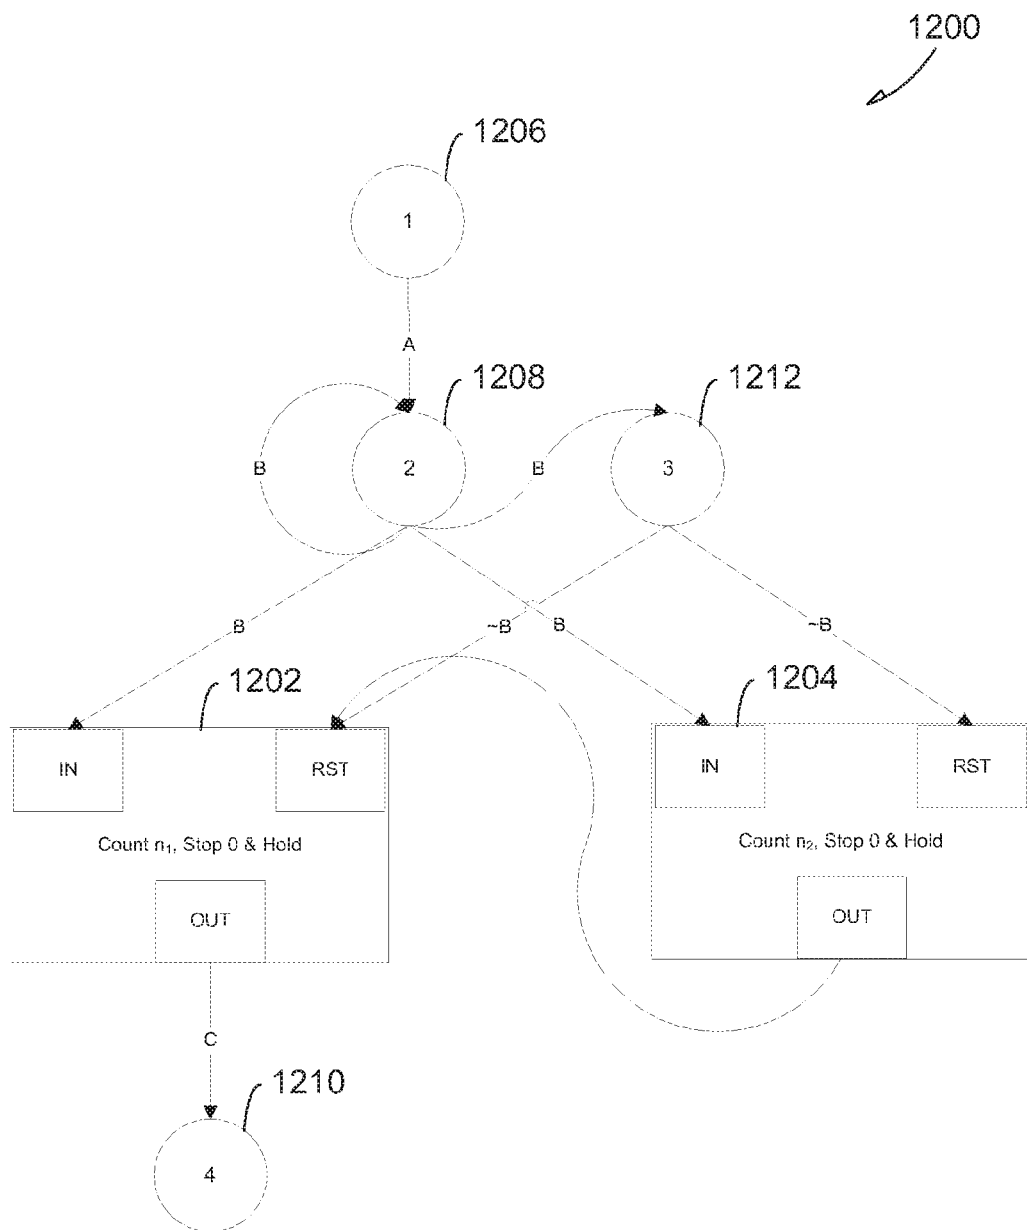 1200
1206
1
A
1208
1212
B
2
B
3
B
~B
B
~B
1202
1204
IN
RST
IN
RST
Count n₁, Stop 0 & Hold
Count n₂, Stop 0 & Hold
OUT
OUT
C
1210
4